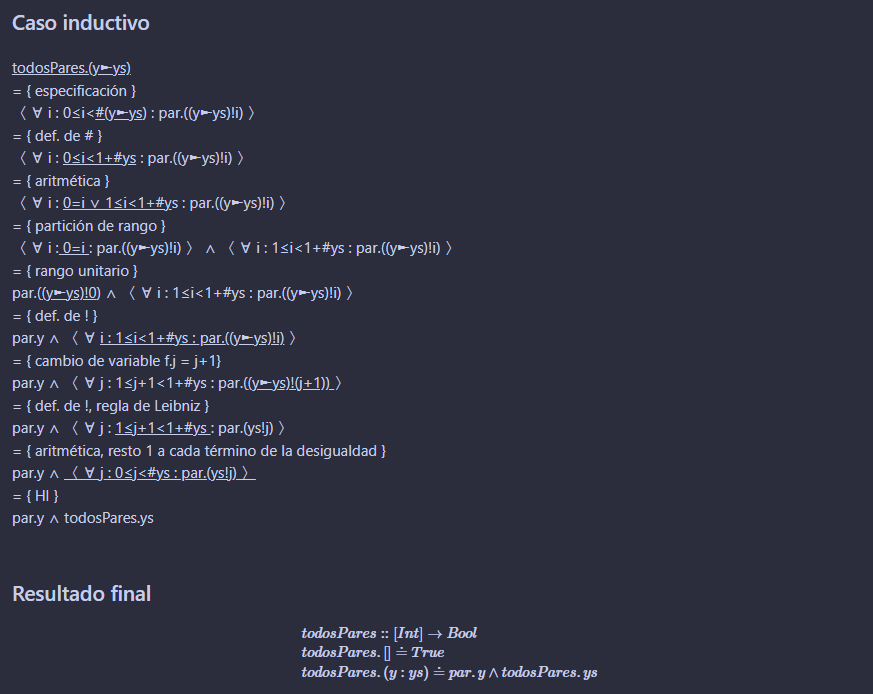 Caso inductivo
todosPares.(y►ys)
= { especificación }
〈 ∀ i : 0≤i<#(y►ys) : par.((y►ys)!i) 〉
= { def. de # }
〈 ∀ i : 0≤i<1+#ys : par.((y►ys)!i) 〉
= { aritmética }
〈 ∀ i : 0=i ∨ 1≤i<1+#ys : par.((y►ys)!i) 〉
= { partición de rango }
〈 ∀ i : 0=i : par.((y►ys)!i) 〉 ∧ 〈 ∀ i : 1≤i<1+#ys : par.((y►ys)!i) 〉
= { rango unitario }
par.((y►ys)!0) ∧ 〈 ∀ i : 1≤i<1+#ys : par.((y►ys)!i) 〉
= { def. de ! }
par.y ∧ 〈 ∀ i : 1≤i<1+#ys : par.((y►ys)!i) 〉
= { cambio de variable f.j = j+1}
par.y ∧ 〈 ∀ j : 1≤j+1<1+#ys : par.((y►ys)!(j+1)) 〉
= { def. de !, regla de Leibniz }
par.y ∧ 〈 ∀ j : 1≤j+1<1+#ys : par.(ys!j) 〉
= { aritmética, resto 1 a cada término de la desigualdad }
par.y ∧ 〈 ∀ j : 0≤j<#ys : par.(ys!j) 〉
= { HI }
par.y ∧ todosPares.ys
Resultado final
todosPares :: [Int] → Bool
todosPares. [] ≐ True
todosPares. (y : ys) ≐ par. y ∧ todosPares. ys